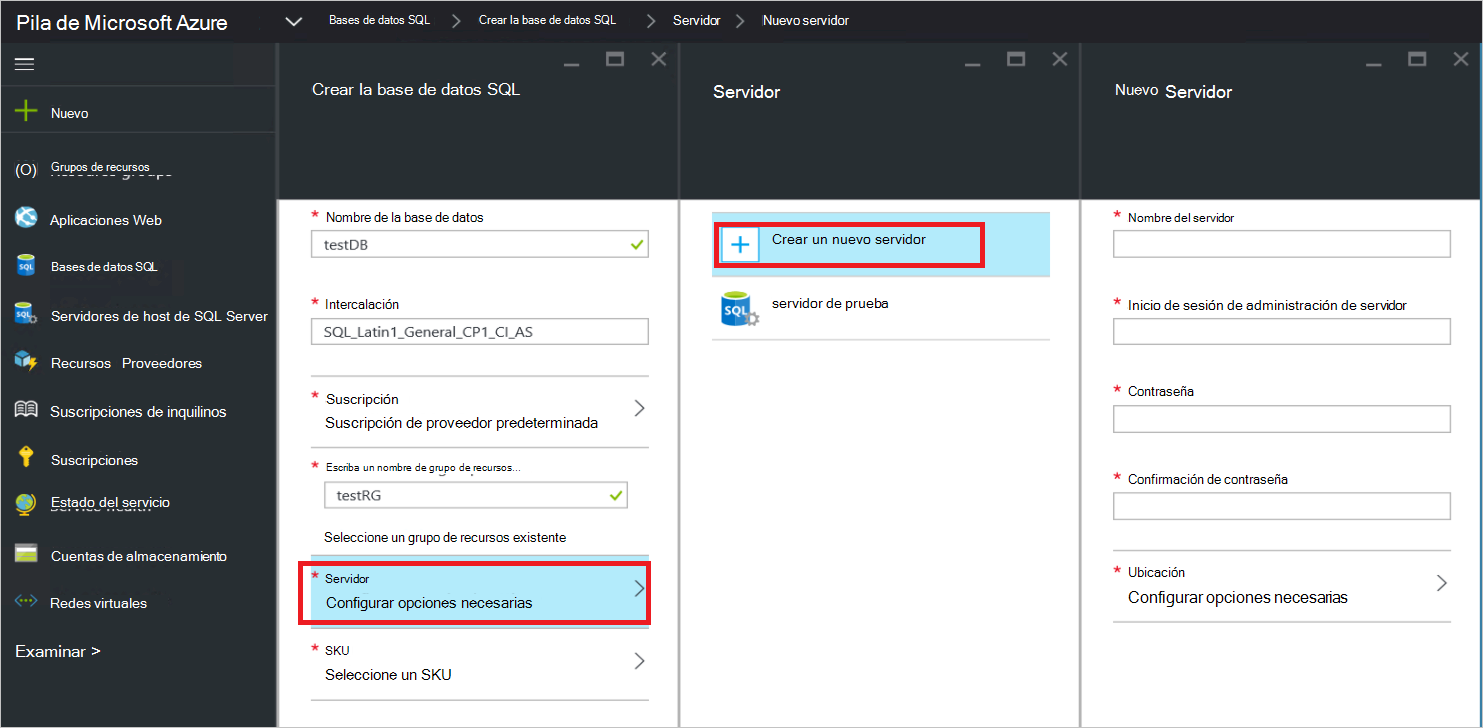 Pila de Microsoft Azure
Bases de datos SQL
Crear la base de datos SQL
Servidor
Nuevo servidor
Nuevo
(O) Grupos de recursos
Aplicaciones Web
SQL Bases de datos SQL
SQL Servidores de host de SQL Server
Recursos Proveedores
Suscripciones de inquilinos
Suscripciones
Estado del servicio
Cuentas de almacenamiento
Redes virtuales
Examinar >
Crear la base de datos SQL
* Nombre de la base de datos
testDB
* Intercalación
SQL_Latin1_General_CP1_CI_AS
* Suscripción
Suscripción de proveedor predeterminada
* Escriba un nombre de grupo de recursos...
testRG
Seleccione un grupo de recursos existente
* Servidor
Configurar opciones necesarias
* SKU
Seleccione un SKU
Servidor
Crear un nuevo servidor
SQL servidor de prueba
Nuevo Servidor
* Nombre del servidor
* Inicio de sesión de administración de servidor
* Contraseña
* Confirmación de contraseña
* Ubicación
Configurar opciones necesarias